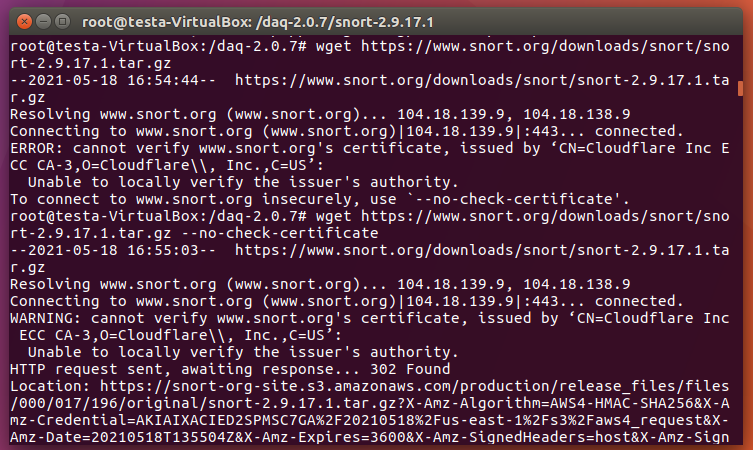 root@testa-VirtualBox: /daq-2.0.7/snort-2.9.17.1
root@testa-VirtualBox:/daq-2.0.7# wget https://www.snort.org/downloads/snort/sno
rt-2.9.17.1.tar.gz
--2021-05-18 16:54:44--  https://www.snort.org/downloads/snort/snort-2.9.17.1.ta
r.gz
Resolving www.snort.org (www.snort.org)... 104.18.139.9, 104.18.138.9
Connecting to www.snort.org (www.snort.org)|104.18.139.9|:443... connected.
ERROR: cannot verify www.snort.org's certificate, issued by ‘CN=Cloudflare Inc E
CC CA-3,O=Cloudflare\\, Inc.,C=US’:
  Unable to locally verify the issuer's authority.
To connect to www.snort.org insecurely, use `--no-check-certificate'.
root@testa-VirtualBox:/daq-2.0.7# wget https://www.snort.org/downloads/snort/sno
rt-2.9.17.1.tar.gz --no-check-certificate
--2021-05-18 16:55:03--  https://www.snort.org/downloads/snort/snort-2.9.17.1.ta
r.gz
Resolving www.snort.org (www.snort.org)... 104.18.139.9, 104.18.138.9
Connecting to www.snort.org (www.snort.org)|104.18.139.9|:443... connected.
WARNING: cannot verify www.snort.org's certificate, issued by ‘CN=Cloudflare Inc
 ECC CA-3,O=Cloudflare\\, Inc.,C=US’:
  Unable to locally verify the issuer's authority.
HTTP request sent, awaiting response... 302 Found
Location: https://snort-org-site.s3.amazonaws.com/production/release_files/files
/000/017/196/original/snort-2.9.17.1.tar.gz?X-Amz-Algorithm=AWS4-HMAC-SHA256&X-A
mz-Credential=AKIAIXACIED2SPMSC7GA%2F20210518%2Fus-east-1%2Fs3%2Faws4_request&X-
Amz-Date=20210518T135504Z&X-Amz-Expires=3600&X-Amz-SignedHeaders=host&X-Amz-Sign